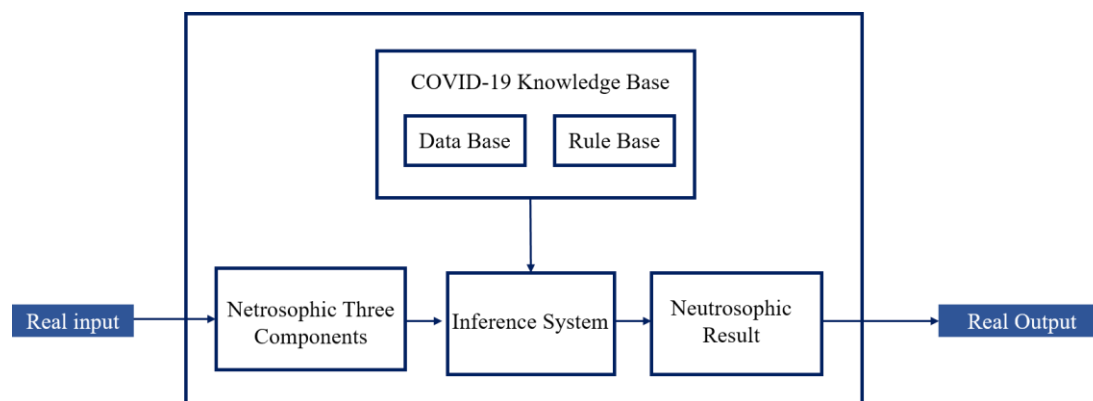 COVID-19 Knowledge Base
Data Base
Rule Base
Real input
Netrosophic Three
Components
Inference System
Neutrosophic
Result
Real Output